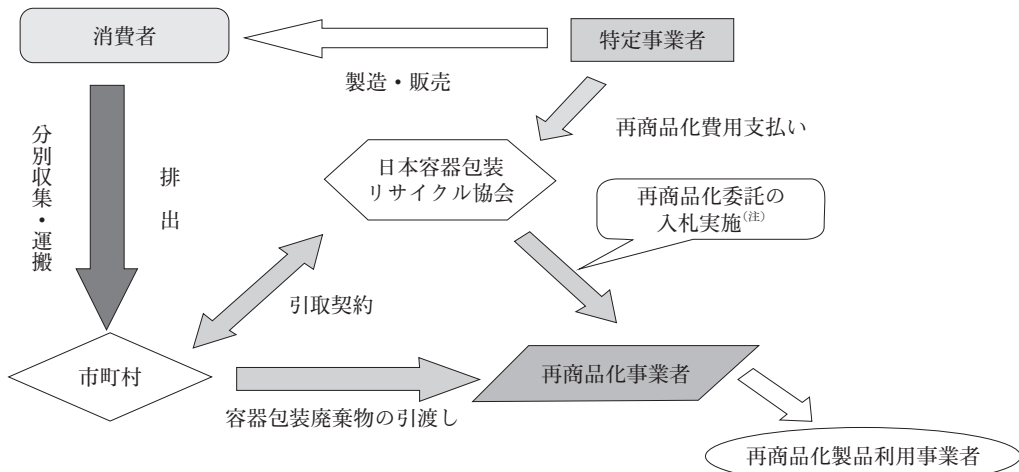 消費者
特定事業者
製造・販売
再商品化費用支払い
分別収集・運搬
排出
日本容器包装
リサイクル協会
再商品化委託の
入札実施(注)
引取契約
市町村
再商品化事業者
容器包装廃棄物の引渡し
再商品化製品利用事業者